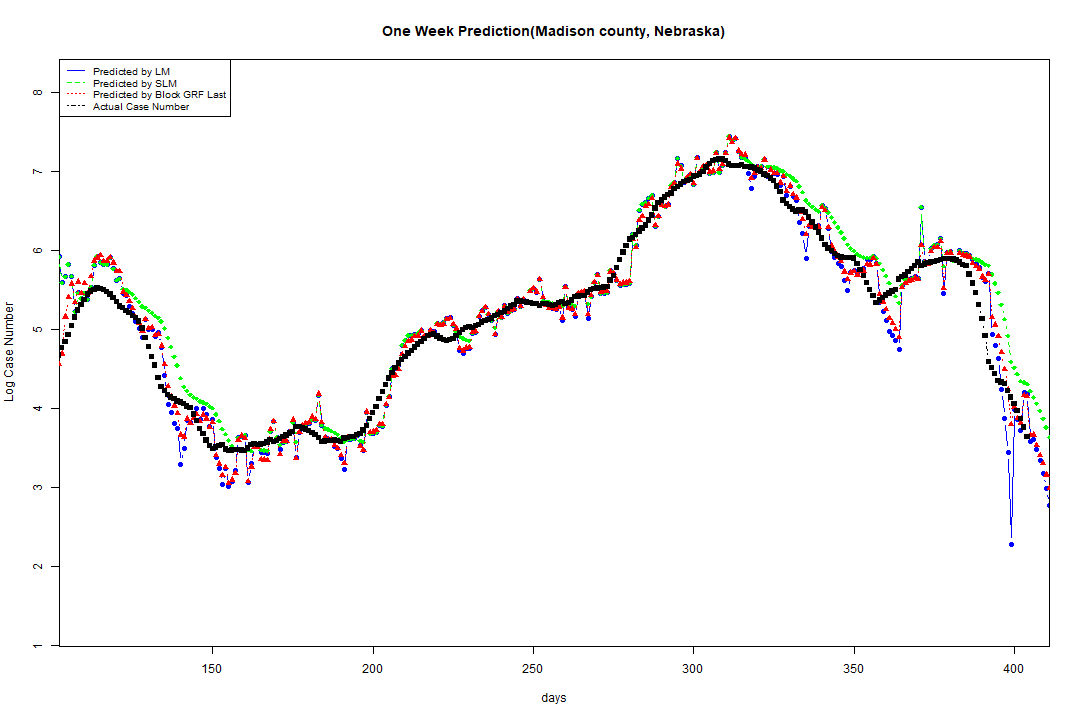 One Week Prediction(Madison county, Nebraska)
Predicted by LM
Predicted by SLM
Predicted by Block GRF Last
Actual Case Number
8
7
6
5
4
3
2
1
Log Case Number
150 200 250 300 350 400
days